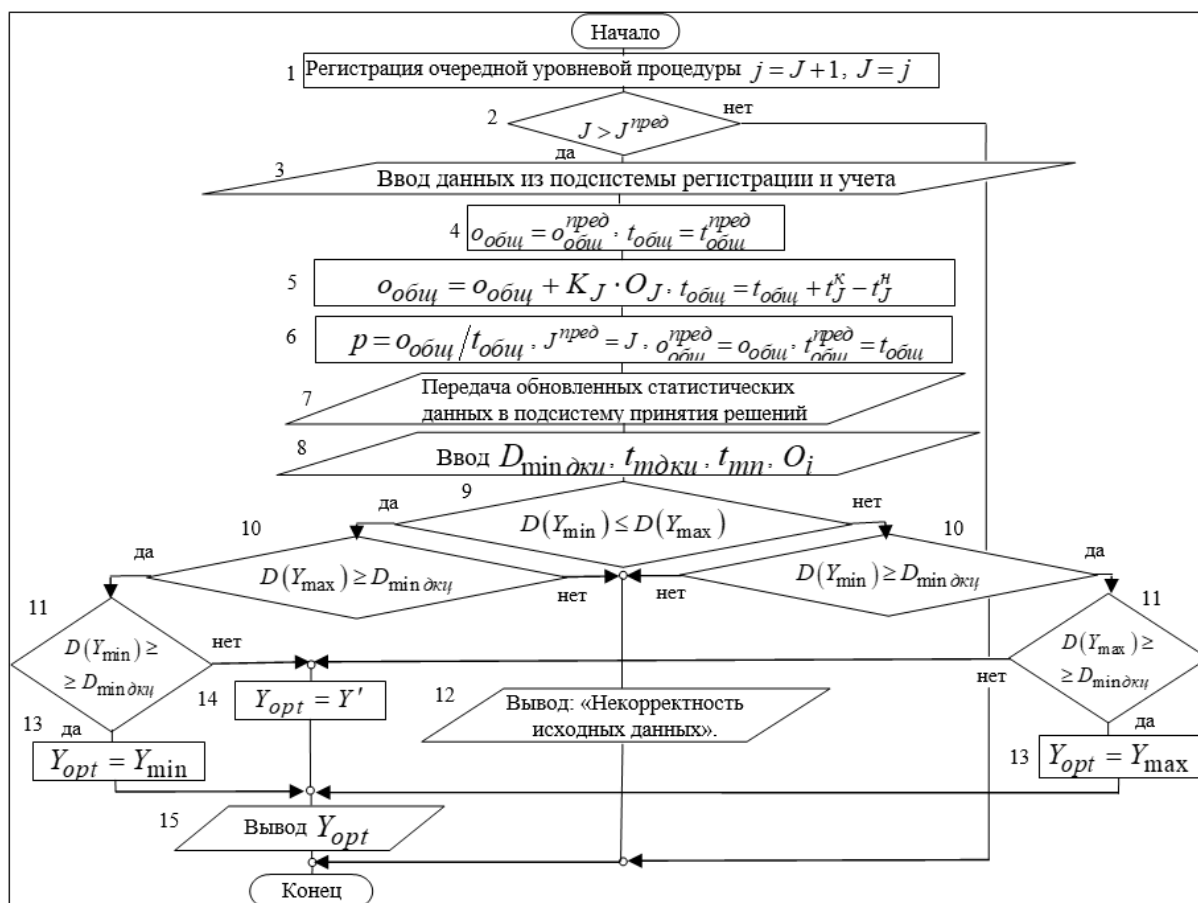 Начало
1 Регистрация очередной уровневой процедуры j = J + 1, J = j
2 J > J^пред нет
да
3 Ввод данных из подсистемы регистрации и учета
4 o_общ = o_общ^пред, t_общ = t_общ^пред
5 o_общ = o_общ + K_J · O_J, t_общ = t_общ + t_J^к − t_J^н
6 p = o_общ / t_общ, J^пред = J, o_общ^пред = o_общ, t_общ^пред = t_общ
7 Передача обновленных статистических
данных в подсистему принятия решений
8 Ввод D_min дкц, t_mдкц, t_mn, O_i
9
да D(Y_min) ≤ D(Y_max) нет
10 10
да D(Y_max) ≥ D_min дкц нет нет D(Y_min) ≥ D_min дкц да
11 11
D(Y_min) ≥
≥ D_min дкц
нет
D(Y_max) ≥
≥ D_min дкц
нет
14 Y_opt = Y'
12 Вывод: «Некорректность
исходных данных».
13 да
Y_opt = Y_min
да
13 Y_opt = Y_max
15 Вывод Y_opt
Конец